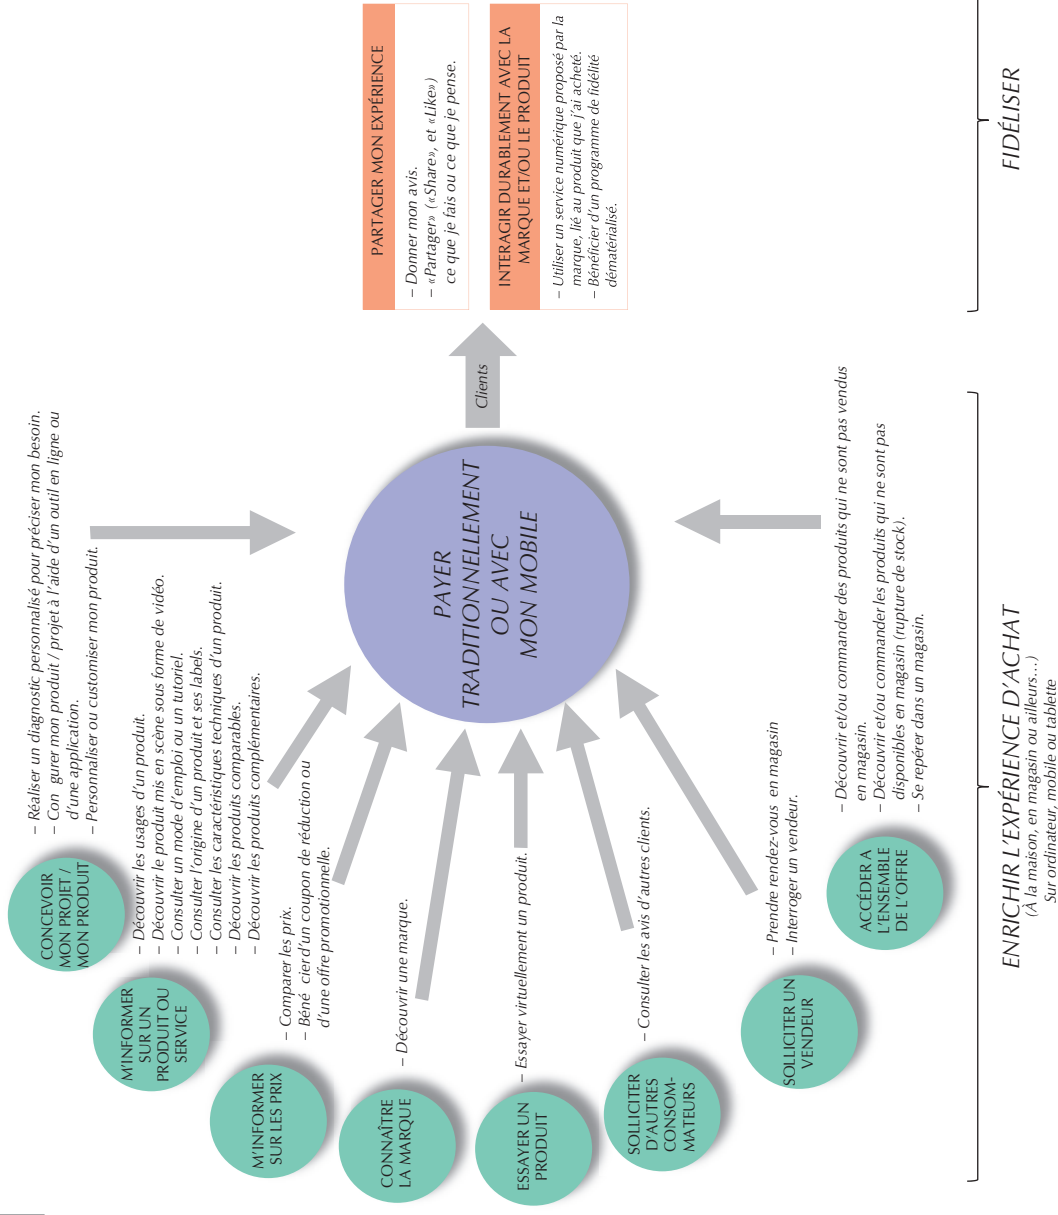 CONCEVOIR
MON PROJET /
MON PRODUIT
– Réaliser un diagnostic personnalisé pour préciser mon besoin.
– Con gurer mon produit / projet à l'aide d'un outil en ligne ou
d'une application.
– Personnaliser ou customiser mon produit.
M'INFORMER
SUR UN
PRODUIT OU
SERVICE
– Découvrir les usages d'un produit.
– Découvrir le produit mis en scène sous forme de vidéo.
– Consulter un mode d'emploi ou un tutoriel.
– Consulter l'origine d'un produit et ses labels.
– Consulter les caractéristiques techniques d'un produit.
– Découvrir les produits comparables.
– Découvrir les produits complémentaires.
M'INFORMER
SUR LES PRIX
– Comparer les prix.
– Béné cier d'un coupon de réduction ou
d'une offre promotionnelle.
CONNAÎTRE
LA MARQUE
– Découvrir une marque.
ESSAYER UN
PRODUIT
– Essayer virtuellement un produit.
SOLLICITER
D'AUTRES
CONSOM-
MATEURS
– Consulter les avis d'autres clients.
SOLLICITER UN
VENDEUR
– Prendre rendez-vous en magasin
– Interroger un vendeur.
ACCÉDER A
L'ENSEMBLE
DE L'OFFRE
– Découvrir et/ou commander des produits qui ne sont pas vendus
en magasin.
– Découvrir et/ou commander les produits qui ne sont pas
disponibles en magasin (rupture de stock).
– Se repérer dans un magasin.
PAYER
TRADITIONNELLEMENT
OU AVEC
MON MOBILE
Clients
PARTAGER MON EXPÉRIENCE
– Donner mon avis.
– «Partager» («Share», et «Like»)
ce que je fais ou ce que je pense.
INTERAGIR DURABLEMENT AVEC LA
MARQUE ET/OU LE PRODUIT
– Utiliser un service numérique proposé par la
marque, lié au produit que j'ai acheté.
– Bénéficier d'un programme de fidélité
dématérialisé.
ENRICHIR L'EXPÉRIENCE D'ACHAT
(À la maison, en magasin ou ailleurs...)
Sur ordinateur, mobile ou tablette
FIDÉLISER